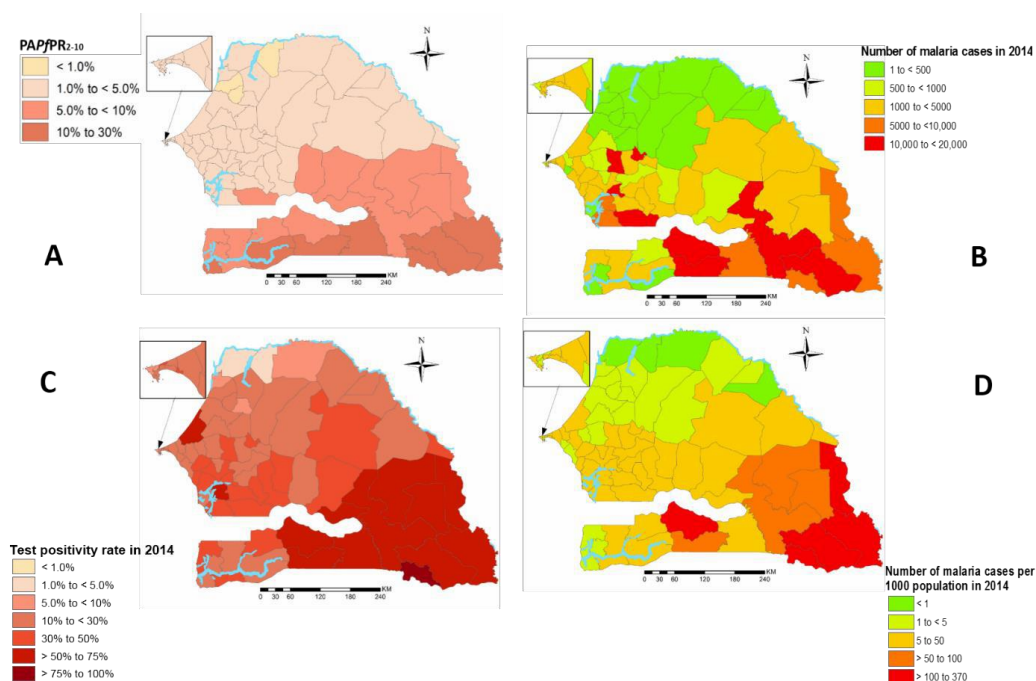 PAPfPR2-10
< 1.0%
1.0% to < 5.0%
5.0% to < 10%
10% to 30%
N
A
0 30 60 120 180 240
KM
Number of malaria cases in 2014
1 to < 500
500 to < 1000
1000 to < 5000
5000 to <10,000
10,000 to < 20,000
N
B
0 30 60 120 180 240
KM
C
N
Test positivity rate in 2014
< 1.0%
1.0% to < 5.0%
5.0% to < 10%
10% to < 30%
30% to 50%
> 50% to 75%
> 75% to 100%
0 30 60 120 180 240
KM
D
N
0 30 60 120 180 240
KM
Number of malaria cases per
1000 population in 2014
< 1
1 to < 5
5 to 50
> 50 to 100
> 100 to 370